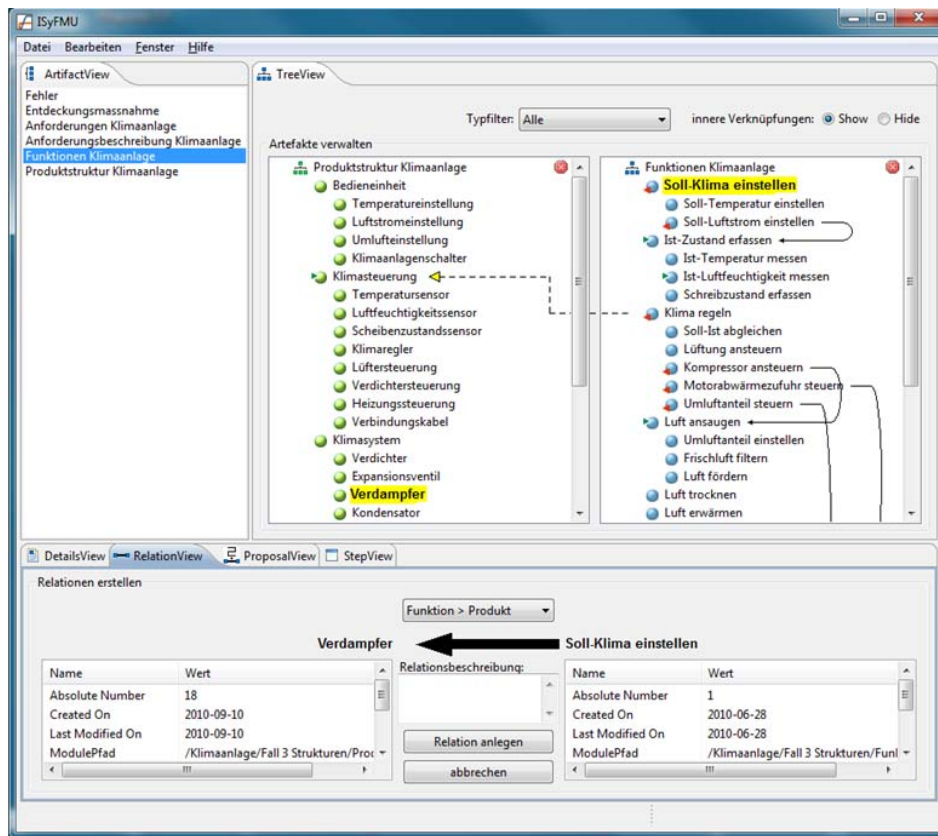 ISyFMU
Datei Bearbeiten Fenster Hilfe
ArtifactView
Fehler
Entdeckungsmassnahme
Anforderungen Klimaanlage
Anforderungsbeschreibung Klimaanlage
Funktionen Klimaanlage
Produktstruktur Klimaanlage
TreeView
Typfilter: Alle innere Verknüpfungen: Show Hide
Artefakte verwalten
Produktstruktur Klimaanlage
Bedieneinheit
Temperatureinstellung
Luftstromeinstellung
Umlufteinstellung
Klimaanlagenschalter
Klimasteuerung
Temperatursensor
Luftfeuchtigkeitssensor
Scheibenzustandssensor
Klimaregler
Lüftersteuerung
Verdichtersteuerung
Heizungssteuerung
Verbindungskabel
Klimasystem
Verdichter
Expansionsventil
Verdampfer
Kondensator
Funktionen Klimaanlage
Soll-Klima einstellen
Soll-Temperatur einstellen
Soll-Luftstrom einstellen
Ist-Zustand erfassen
Ist-Temperatur messen
Ist-Luftfeuchtigkeit messen
Schreibzustand erfassen
Klima regeln
Soll-Ist abgleichen
Lüftung ansteuern
Kompressor ansteuern
Motorabwärmezufuhr steuern
Umluftanteil steuern
Luft ansaugen
Umluftanteil einstellen
Frischluft filtern
Luft fördern
Luft trocknen
Luft erwärmen
DetailsView RelationView ProposalView StepView
Relationen erstellen
Funktion > Produkt
Verdampfer Soll-Klima einstellen
Name Wert
Absolute Number 18
Created On 2010-09-10
Last Modified On 2010-09-10
ModulePfad /Klimaanlage/Fall 3 Strukturen/Proc
Relationsbeschreibung:
Relation anlegen
abbrechen
Name Wert
Absolute Number 1
Created On 2010-06-28
Last Modified On 2010-06-28
ModulePfad /Klimaanlage/Fall 3 Strukturen/Funl